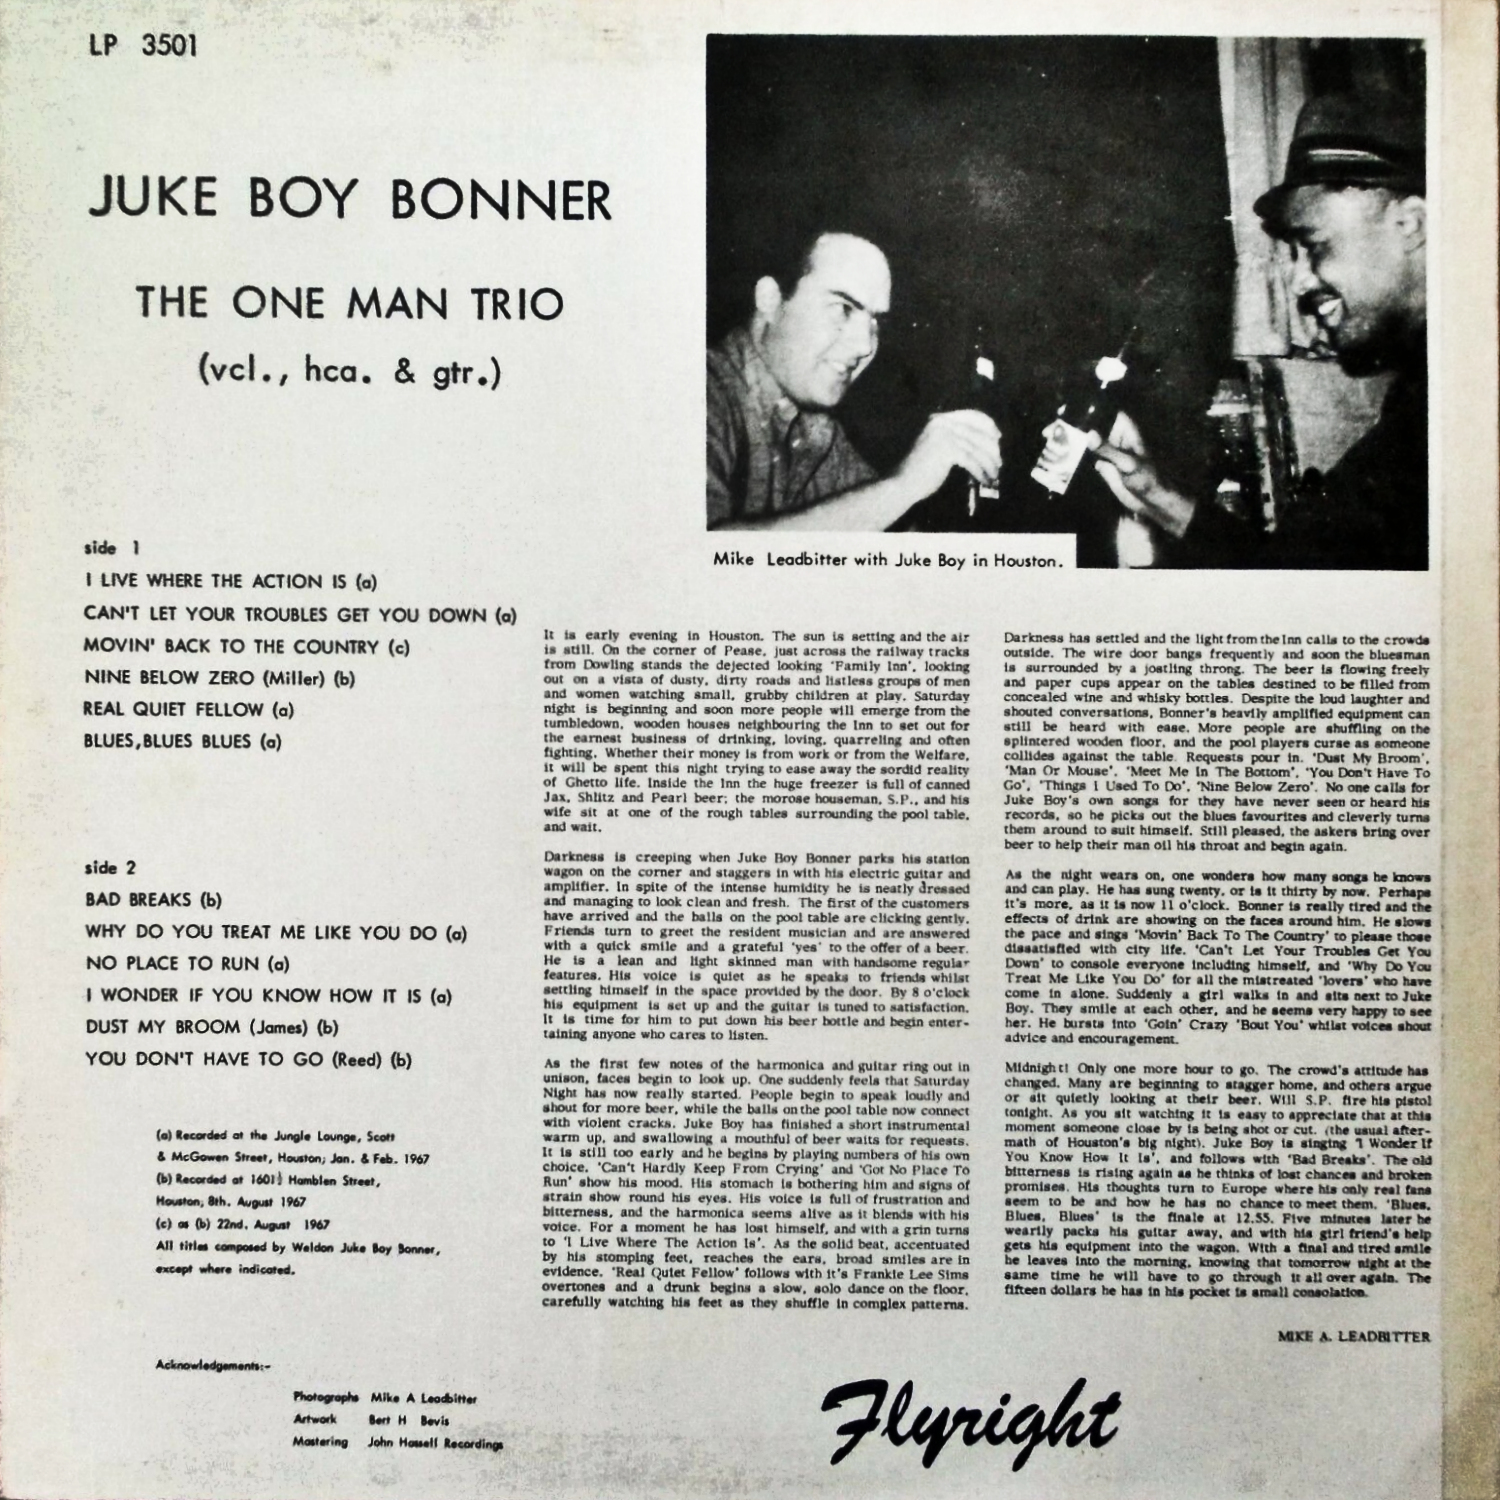 LP 3501
JUKE BOY BONNER
THE ONE MAN TRIO
(vcl., hca. & gtr.)
Mike Leadbitter with Juke Boy in Houston.
side 1
I LIVE WHERE THE ACTION IS (a)
CAN'T LET YOUR TROUBLES GET YOU DOWN (a)
MOVIN' BACK TO THE COUNTRY (c)
NINE BELOW ZERO (Miller) (b)
REAL QUIET FELLOW (a)
BLUES,BLUES BLUES (a)
side 2
BAD BREAKS (b)
WHY DO YOU TREAT ME LIKE YOU DO (a)
NO PLACE TO RUN (a)
I WONDER IF YOU KNOW HOW IT IS (a)
DUST MY BROOM (James) (b)
YOU DON'T HAVE TO GO (Reed) (b)
(a) Recorded at the Jungle Lounge, Scott
& McGowen Street, Houston; Jan. & Feb. 1967
(b) Recorded at 1601½ Hamblen Street,
Houston, 8th. August 1967
(c) as (b) 22nd. August 1967
All titles composed by Weldon Juke Boy Bonner,
except where indicated.
Acknowledgements:-
Photographs Mike A Leadbitter
Artwork Bert H Bevis
Mastering John Hassell Recordings
It is early evening in Houston. The sun is setting and the air
is still. On the corner of Pease, just across the railway tracks
from Dowling stands the dejected looking 'Family Inn', looking
out on a vista of dusty, dirty roads and listless groups of men
and women watching small, grubby children at play. Saturday
night is beginning and soon more people will emerge from the
tumbledown, wooden houses neighbouring the Inn to set out for
the earnest business of drinking, loving, quarreling and often
fighting. Whether their money is from work or from the Welfare,
it will be spent this night trying to ease away the sordid reality
of Ghetto life. Inside the Inn the huge freezer is full of canned
Jax, Shlitz and Pearl beer; the morose houseman, S.P., and his
wife sit at one of the rough tables surrounding the pool table,
and wait.
Darkness is creeping when Juke Boy Bonner parks his station
wagon on the corner and staggers in with his electric guitar and
amplifier. In spite of the intense humidity he is neatly dressed
and managing to look clean and fresh. The first of the customers
have arrived and the balls on the pool table are clicking gently.
Friends turn to greet the resident musician and are answered
with a quick smile and a grateful 'yes' to the offer of a beer.
He is a lean and light skinned man with handsome regular
features. His voice is quiet as he speaks to friends whilst
settling himself in the space provided by the door. By 8 o'clock
his equipment is set up and the guitar is tuned to satisfaction.
It is time for him to put down his beer bottle and begin enter-
taining anyone who cares to listen.
As the first few notes of the harmonica and guitar ring out in
unison, faces begin to look up. One suddenly feels that Saturday
Night has now really started. People begin to speak loudly and
shout for more beer, while the balls on the pool table now connect
with violent cracks. Juke Boy has finished a short instrumental
warm up, and swallowing a mouthful of beer waits for requests.
It is still too early and he begins by playing numbers of his own
choice. 'Can't Hardly Keep From Crying' and 'Got No Place To
Run' show his mood. His stomach is bothering him and signs of
strain show round his eyes. His voice is full of frustration and
bitterness, and the harmonica seems alive as it blends with his
voice. For a moment he has lost himself, and with a grin turns
to 'I Live Where The Action Is'. As the solid beat, accentuated
by his stomping feet, reaches the ears, broad smiles are in
evidence. 'Real Quiet Fellow' follows with it's Frankie Lee Sims
overtones and a drunk begins a slow, solo dance on the floor,
carefully watching his feet as they shuffle in complex patterns.
Darkness has settled and the light from the Inn calls to the crowds
outside. The wire door bangs frequently and soon the bluesman
is surrounded by a jostling throng. The beer is flowing freely
and paper cups appear on the tables destined to be filled from
concealed wine and whisky bottles. Despite the loud laughter and
shouted conversations, Bonner's heavily amplified equipment can
still be heard with ease. More people are shuffling on the
splintered wooden floor, and the pool players curse as someone
collides against the table. Requests pour in. 'Dust My Broom',
'Man Or Mouse', 'Meet Me In The Bottom', 'You Don't Have To
Go', 'Things I Used To Do', 'Nine Below Zero'. No one calls for
Juke Boy's own songs for they have never seen or heard his
records, so he picks out the blues favourites and cleverly turns
them around to suit himself. Still pleased, the askers bring over
beer to help their man oil his throat and begin again.
As the night wears on, one wonders how many songs he knows
and can play. He has sung twenty, or is it thirty by now. Perhaps
it's more, as it is now 11 o'clock. Bonner is really tired and the
effects of drink are showing on the faces around him. He slows
the pace and sings 'Movin' Back To The Country' to please those
dissatisfied with city life. 'Can't Let Your Troubles Get You
Down' to console everyone including himself, and 'Why Do You
Treat Me Like You Do' for all the mistreated 'lovers' who have
come in alone. Suddenly a girl walks in and sits next to Juke
Boy. They smile at each other, and he seems very happy to see
her. He bursts into 'Goin' Crazy 'Bout You' whilst voices shout
advice and encouragement.
Midnight! Only one more hour to go. The crowd's attitude has
changed. Many are beginning to stagger home, and others argue
or sit quietly looking at their beer. Will S.P. fire his pistol
tonight. As you sit watching it is easy to appreciate that at this
moment someone close by is being shot or cut. (the usual after-
math of Houston's big night). Juke Boy is singing 'I Wonder If
You Know How It Is', and follows with 'Bad Breaks'. The old
bitterness is rising again as he thinks of lost chances and broken
promises. His thoughts turn to Europe where his only real fans
seem to be and how he has no chance to meet them. 'Blues,
Blues, Blues' is the finale at 12.55. Five minutes later he
wearily packs his guitar away, and with his girl friend's help
gets his equipment into the wagon. With a final and tired smile
he leaves into the morning, knowing that tomorrow night at the
same time he will have to go through it all over again. The
fifteen dollars he has in his pocket is small consolation.
MIKE A. LEADBITTER
Flyright